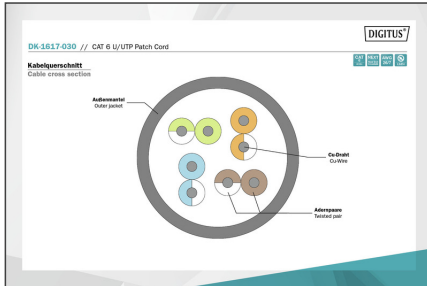 DIGITUS®
DK-1617-030 // CAT 6 U/UTP Patch Cord
Kabelquerschnitt
Cable cross section
Außenmantel
Outer jacket
Cu-Draht
Cu-Wire
Adernpaare
Twisted pair